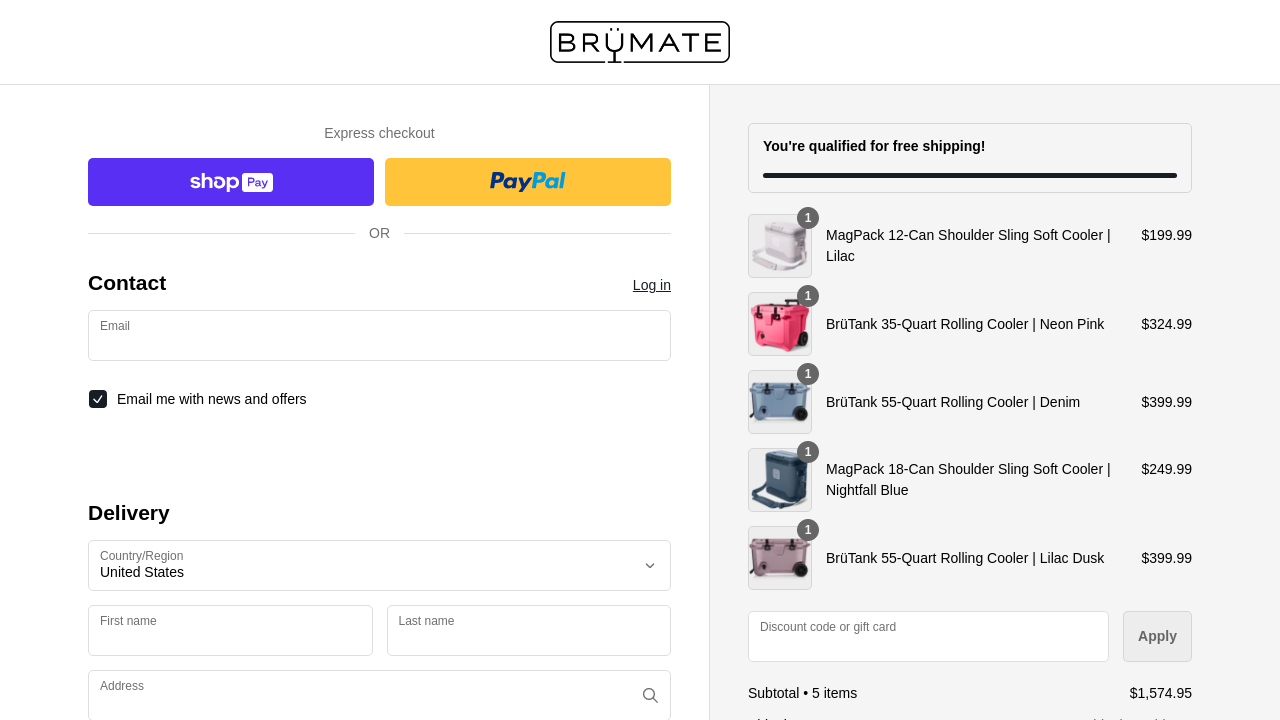 BRÜMATE
Express checkout
shop Pay
PayPal
OR
Contact
Log in
Email
Email me with news and offers
Delivery
Country/Region
United States
First name
Last name
Address
You're qualified for free shipping!
1
MagPack 12-Can Shoulder Sling Soft Cooler |
Lilac
$199.99
1
BrüTank 35-Quart Rolling Cooler | Neon Pink
$324.99
1
BrüTank 55-Quart Rolling Cooler | Denim
$399.99
1
MagPack 18-Can Shoulder Sling Soft Cooler |
Nightfall Blue
$249.99
1
BrüTank 55-Quart Rolling Cooler | Lilac Dusk
$399.99
Discount code or gift card
Apply
Subtotal • 5 items
$1,574.95